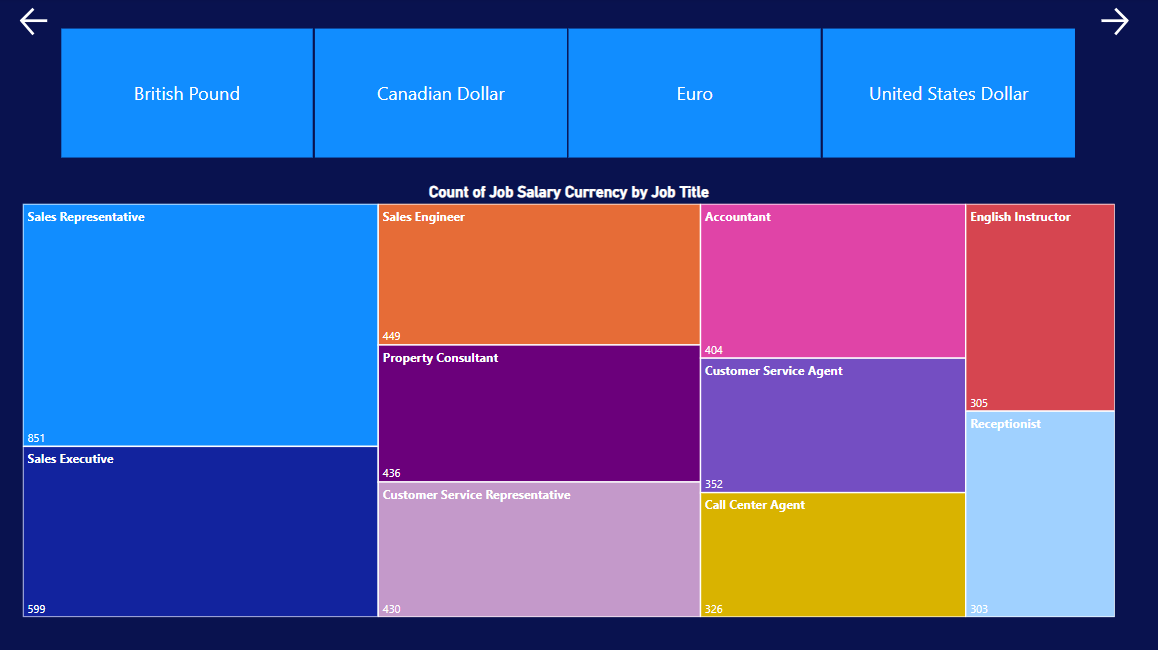 British Pound
Canadian Dollar
Euro
United States Dollar
Count of Job Salary Currency by Job Title
Sales Representative
851
Sales Executive
599
Sales Engineer
449
Property Consultant
436
Customer Service Representative
430
Accountant
404
Customer Service Agent
352
Call Center Agent
326
English Instructor
305
Receptionist
303